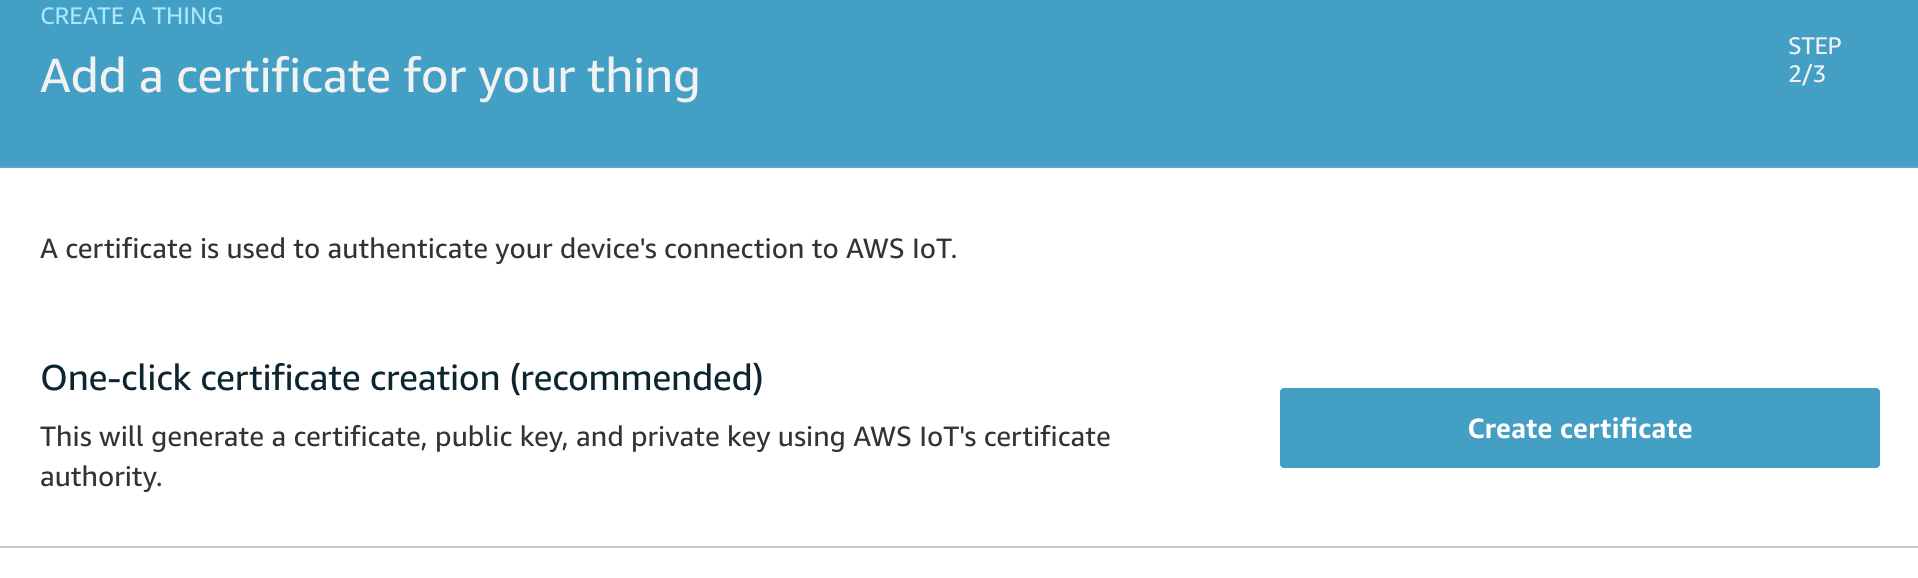 CREATE A THING
Add a certificate for your thing
STEP
2/3
A certificate is used to authenticate your device's connection to AWS IoT.
One-click certificate creation (recommended)
This will generate a certificate, public key, and private key using AWS IoT's certificate
authority.
Create certificate